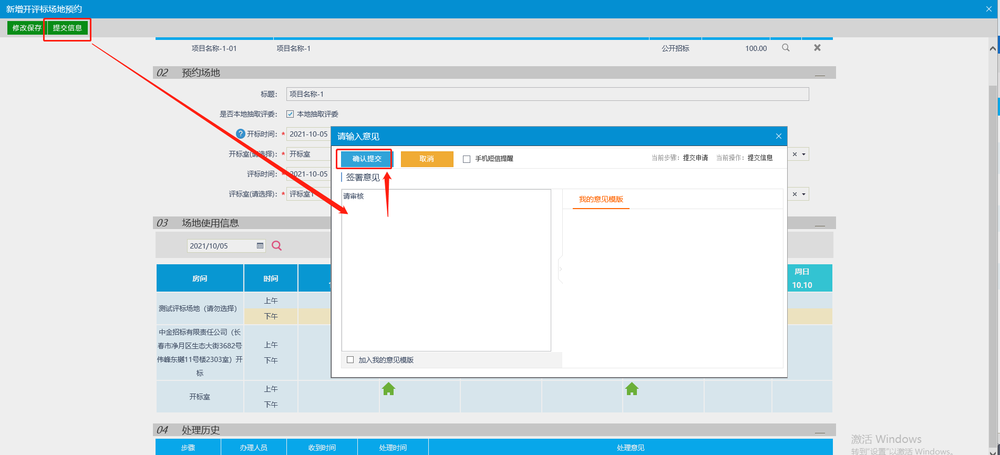 新增开评标场地预约
修改保存 提交信息
项目名称-1-01 项目名称-1 公开招标 100.00
02 预约场地
标题： 项目名称-1
是否本地抽取评委： 本地抽取评委
? 开标时间： * 2021-10-05
开标室(请选择)： * 开标室
评标时间： * 2021-10-05
评标室(请选择)： * 评标室1
请输入意见
确认提交 取消 手机短信提醒 当前步骤： 提交申请 当前操作： 提交信息
签署意见
请审核
我的意见模版
加入我的意见模版
03 场地使用信息
2021/10/05
房间 时间 周日
10.10
测试评标场地（请勿选择） 上午
下午
中金招标有限责任公司（长
春市净月区生态大街3682号
伟峰东樾11号楼2303室）开
标
上午
下午
开标室 上午
下午
04 处理历史
步骤 办理人员 收到时间 处理时间 处理意见
激活 Windows
转到"设置"以激活 Windows。